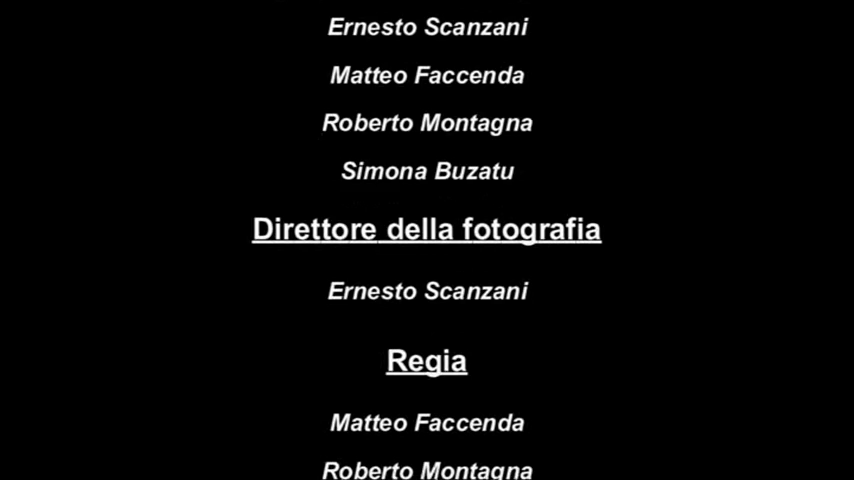 Ernesto Scanzani
Matteo Faccenda
Roberto Montagna
Simona Buzatu
Direttore della fotografia
Ernesto Scanzani
Regia
Matteo Faccenda
Roberto Montagna